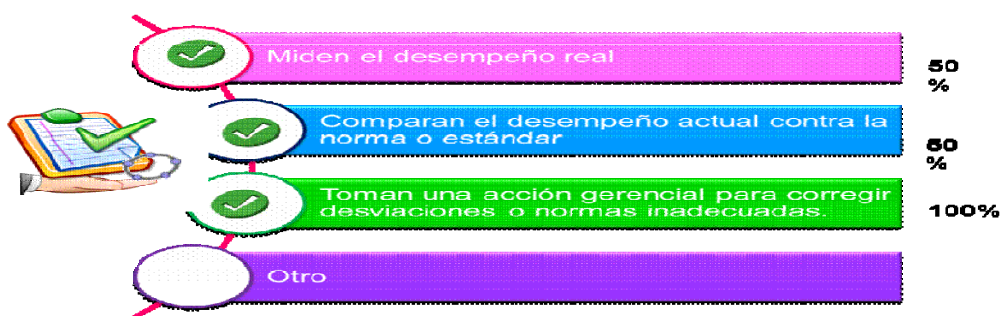 Miden el desempeño real
50
%
Comparan el desempeño actual contra la
norma o estándar
50
%
Toman una acción gerencial para corregir
desviaciones o normas inadecuadas.
100%
Otro